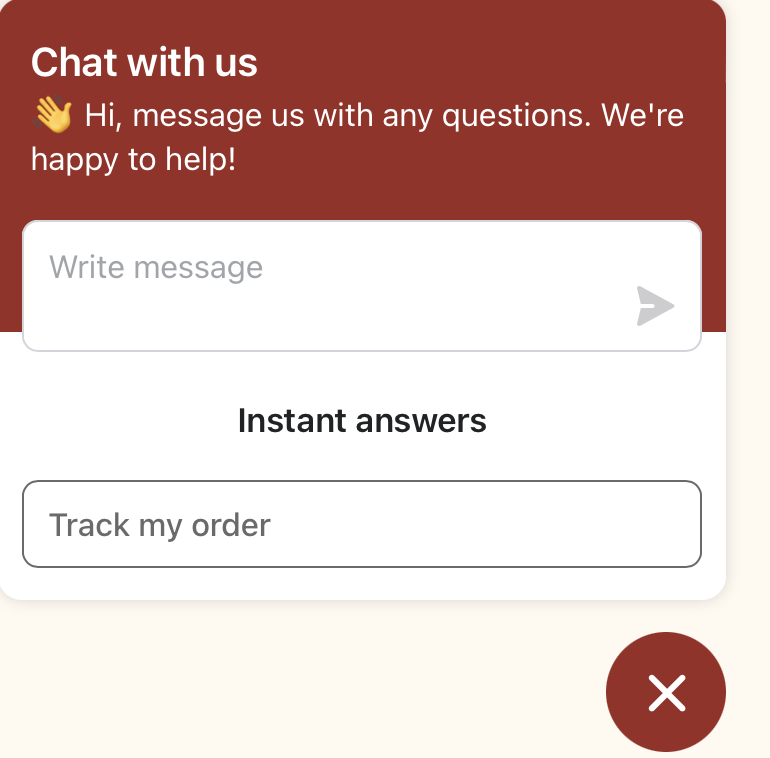 Chat with us
👋 Hi, message us with any questions. We're
happy to help!
Write message
Instant answers
Track my order